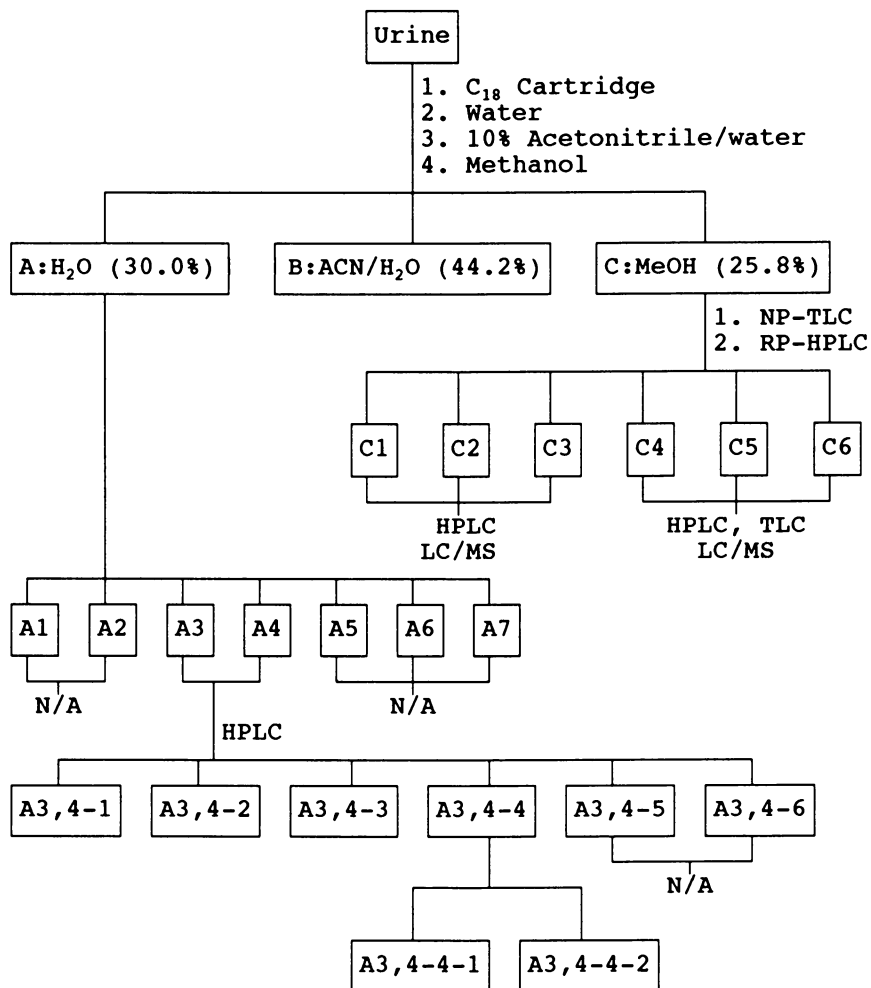 Urine
1. C₁₈ Cartridge
2. Water
3. 10% Acetonitrile/water
4. Methanol
A:H₂O (30.0%)
B:ACN/H₂O (44.2%)
C:MeOH (25.8%)
1. NP-TLC
2. RP-HPLC
C1
C2
C3
C4
C5
C6
HPLC
LC/MS
HPLC, TLC
LC/MS
A1
A2
A3
A4
A5
A6
A7
N/A
N/A
HPLC
A3,4-1
A3,4-2
A3,4-3
A3,4-4
A3,4-5
A3,4-6
N/A
A3,4-4-1
A3,4-4-2